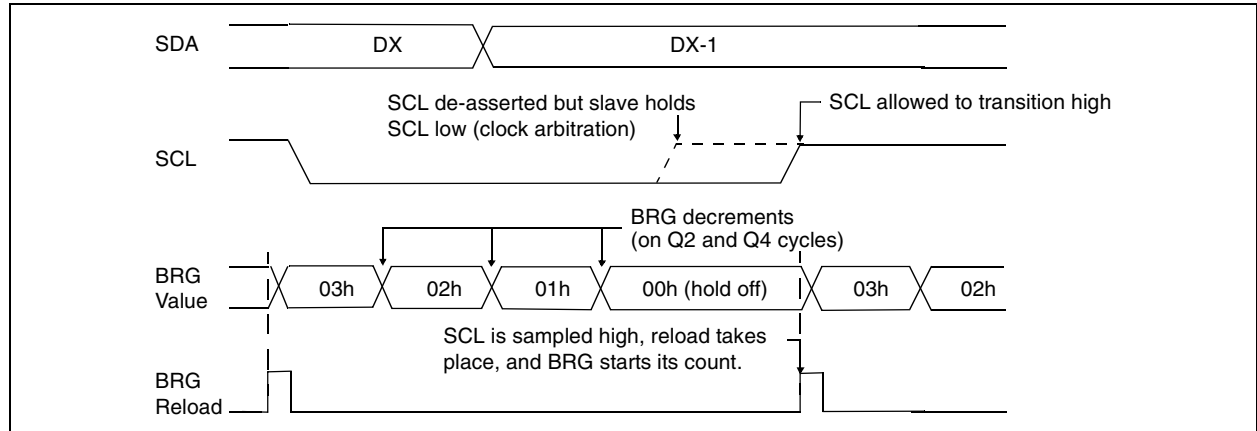 SDA
DX
DX-1
SCL de-asserted but slave holds
SCL low (clock arbitration)
SCL allowed to transition high
SCL
BRG decrements
(on Q2 and Q4 cycles)
BRG
Value
03h
02h
01h
00h (hold off)
03h
02h
SCL is sampled high, reload takes
place, and BRG starts its count.
BRG
Reload